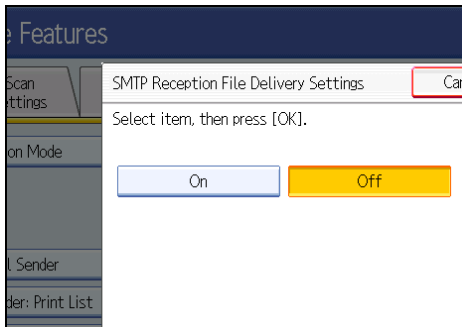 Features
Scan
ttings
SMTP Reception File Delivery Settings
Select item, then press [OK].
on Mode
On
Off
Sender
der: Print List